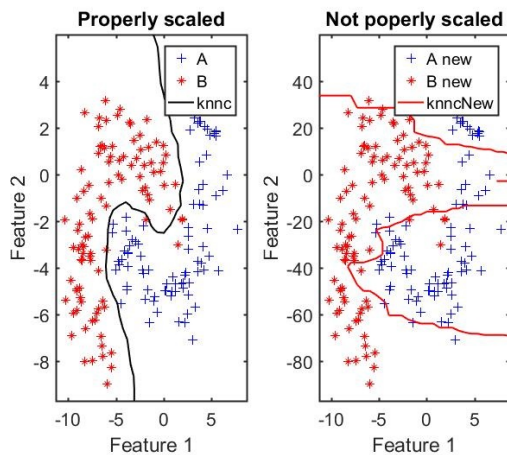 Properly scaled
A
B
knnc
4
2
0
-2
-4
-6
-8
Feature 2
-10
-5
0
5
Feature 1
Not poperly scaled
A new
B new
knncNew
40
20
0
-20
-40
-60
-80
Feature 2
-10
-5
0
5
Feature 1